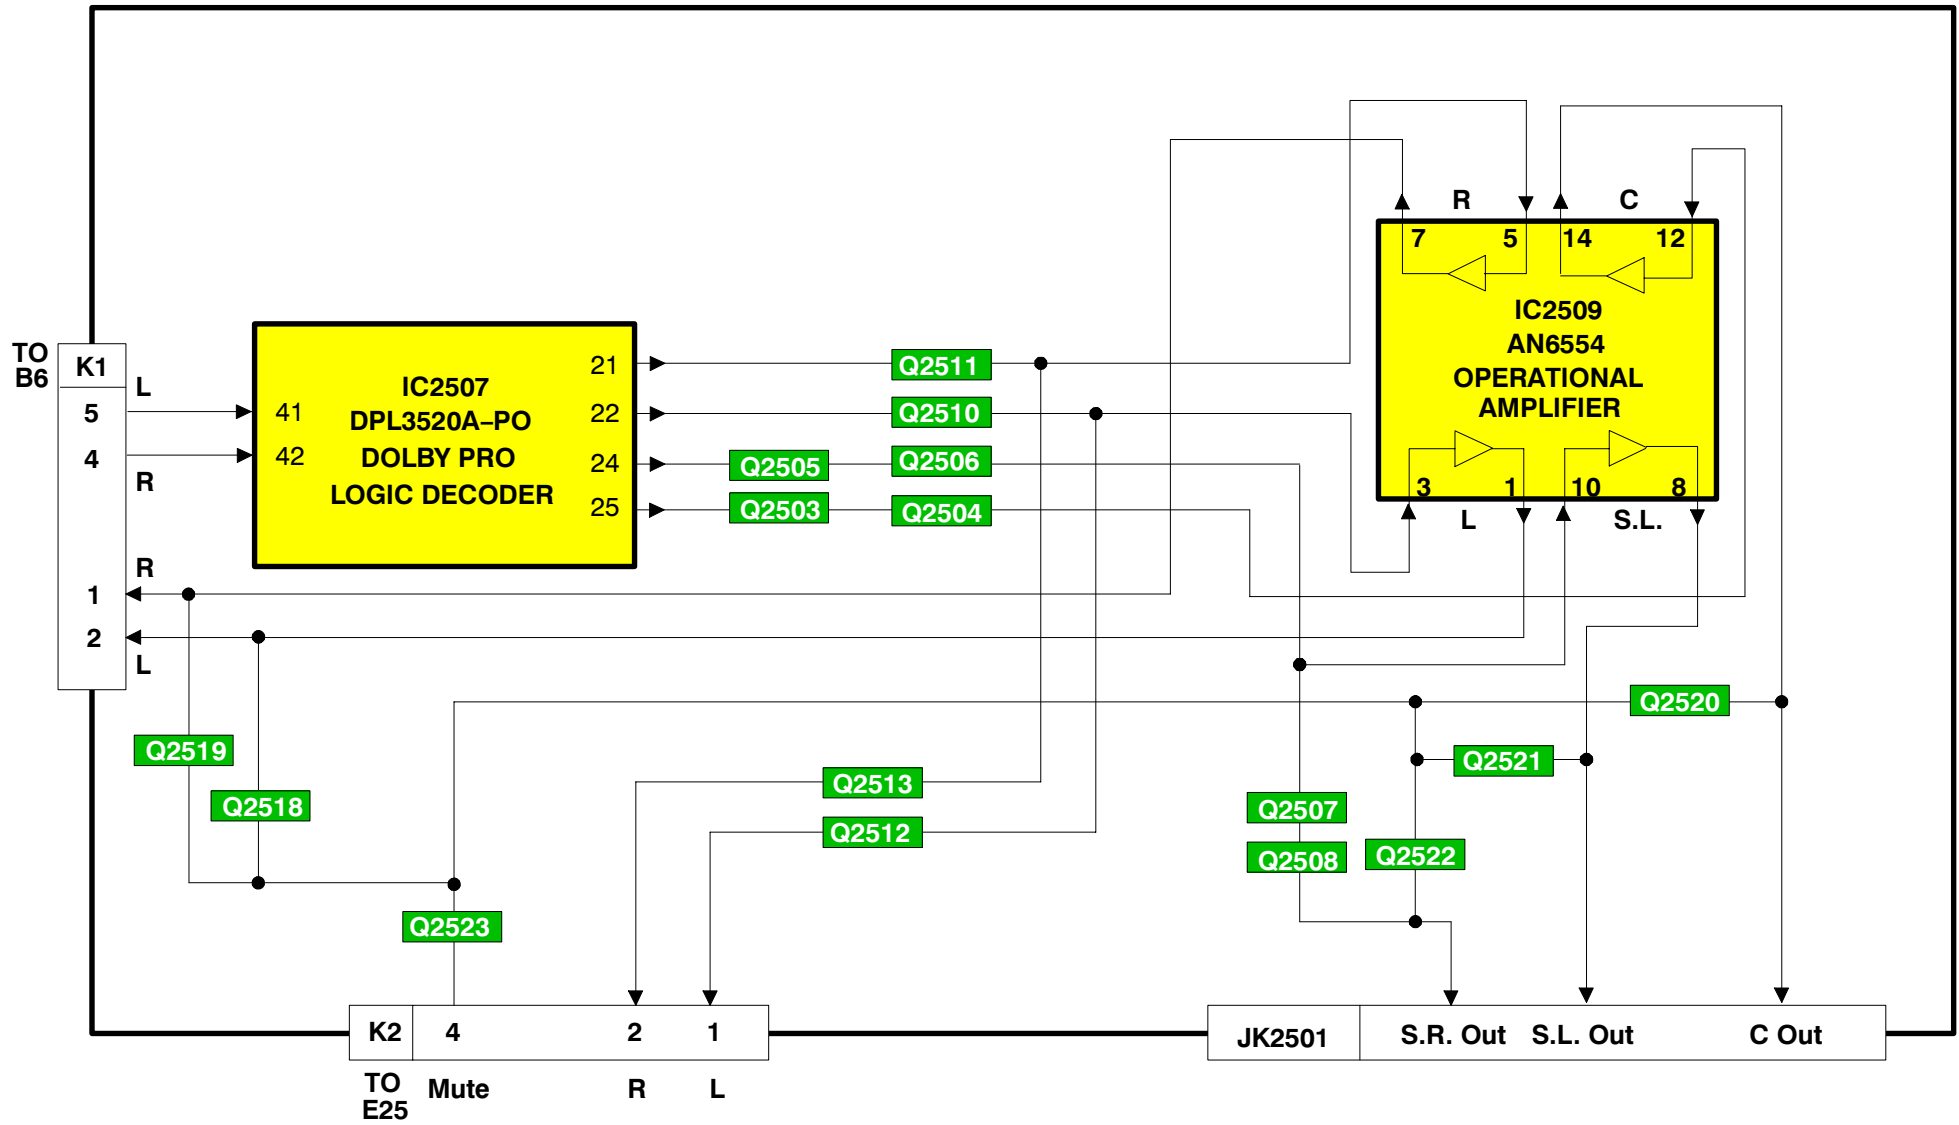 R C
7 5 14 12
IC2509
AN6554
OPERATIONAL
AMPLIFIER
3 1 10 8
L S.L.
TO
B6
K1
L
5
4
R
R
1
2
L
IC2507
DPL3520A–PO
DOLBY PRO
LOGIC DECODER
41
42
21
22
24
25
Q2511
Q2510
Q2505 Q2506
Q2503 Q2504
Q2520
Q2519
Q2521
Q2513
Q2518
Q2507
Q2512
Q2508
Q2522
Q2523
K2 4 2 1
JK2501 S.R. Out S.L. Out C Out
TO
E25
Mute R L